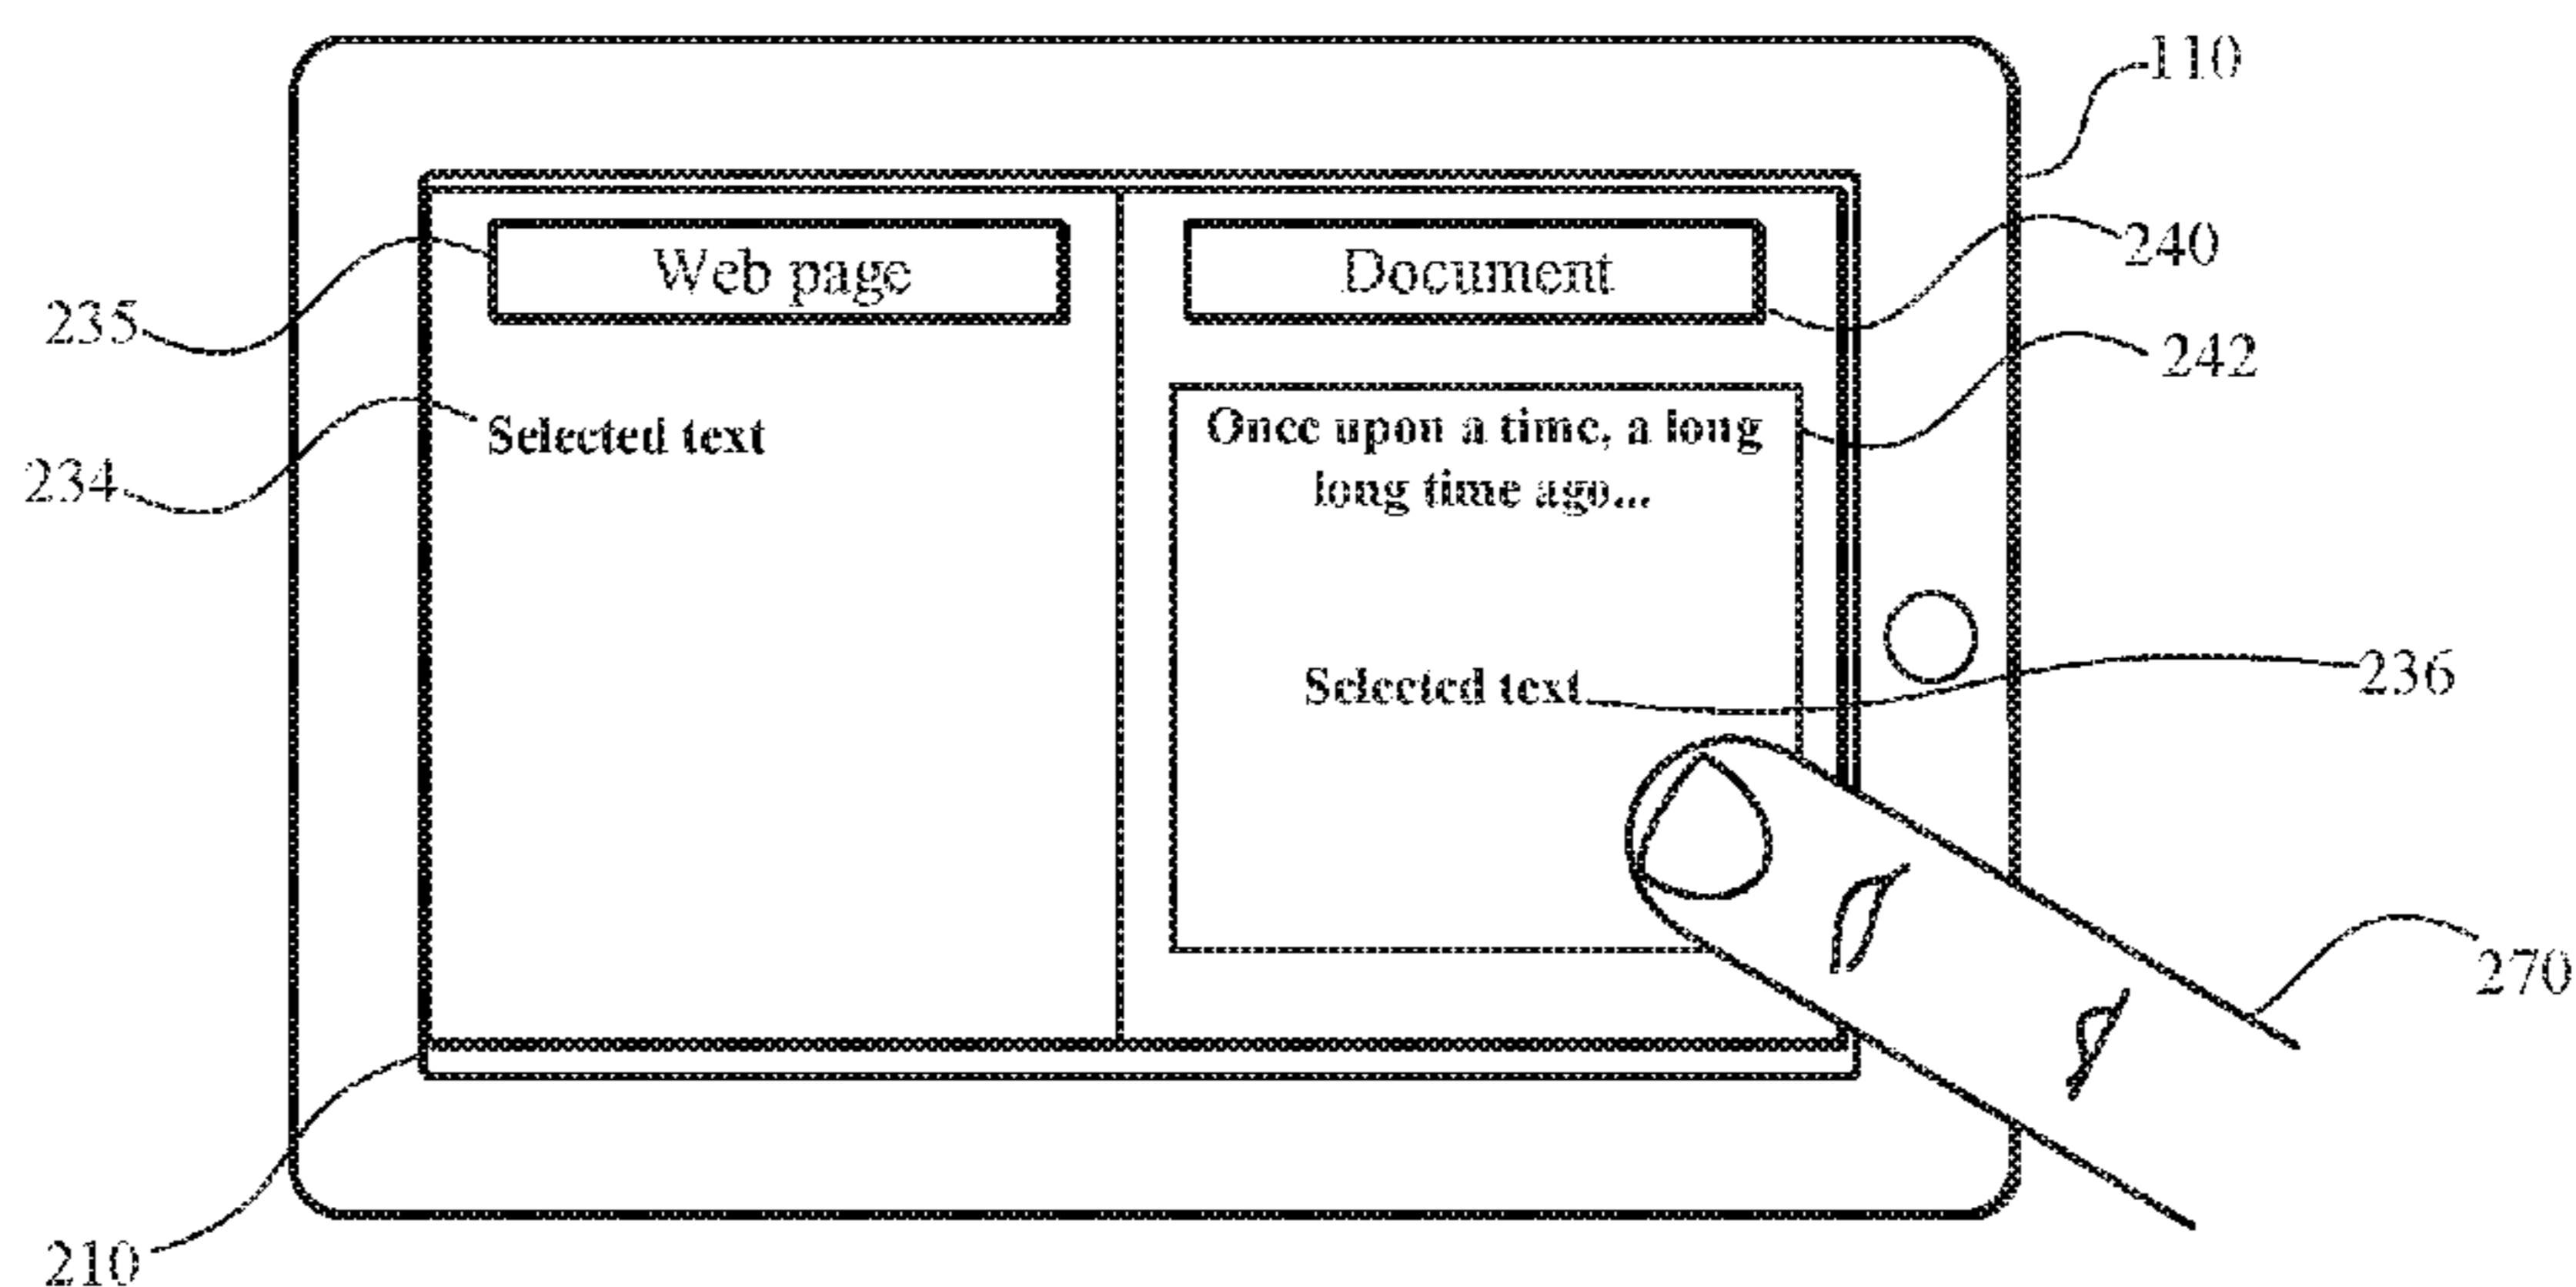 110
Web page
Document
240
235
242
Once upon a time, a long
long time ago...
Selected text
234
Selected text
236
270
210